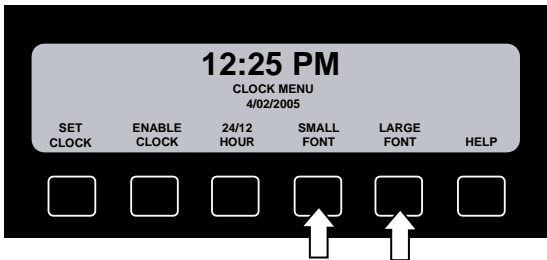 12:25 PM
CLOCK MENU
4/02/2005
SET CLOCK
ENABLE CLOCK
24/12 HOUR
SMALL FONT
LARGE FONT
HELP